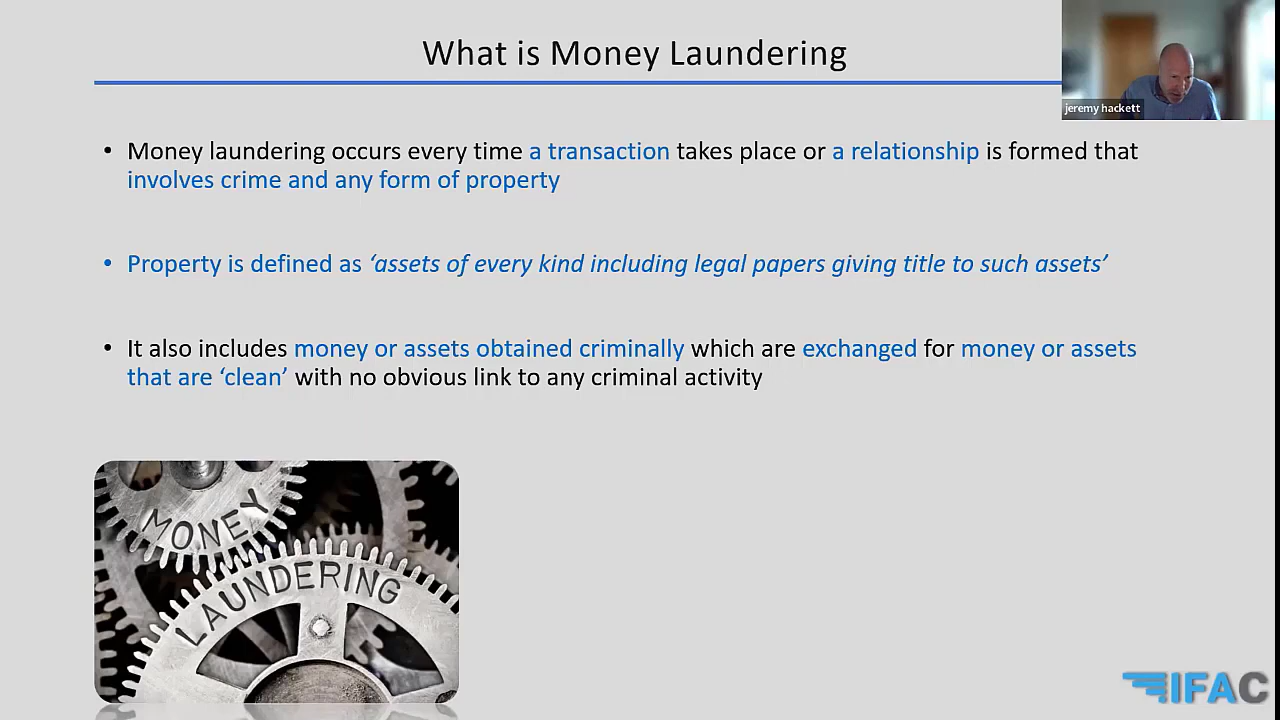 What is Money Laundering
jeremy hackett
• Money laundering occurs every time a transaction takes place or a relationship is formed that
involves crime and any form of property
• Property is defined as ‘assets of every kind including legal papers giving title to such assets’
• It also includes money or assets obtained criminally which are exchanged for money or assets
that are ‘clean’ with no obvious link to any criminal activity
MONEY
LAUNDERING
IFAC